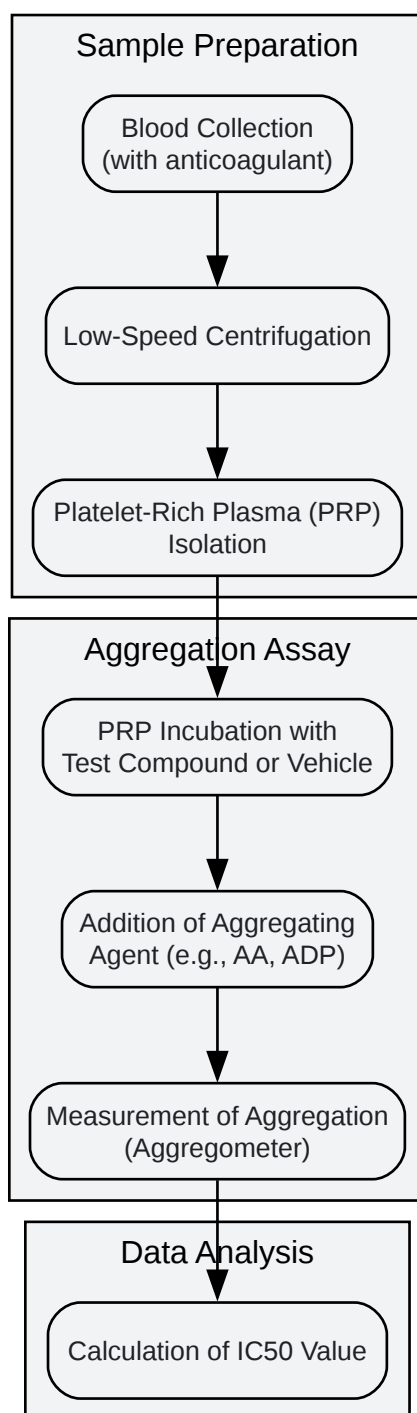 Sample Preparation
Blood Collection
(with anticoagulant)
Low-Speed Centrifugation
Platelet-Rich Plasma (PRP)
Isolation
Aggregation Assay
PRP Incubation with
Test Compound or Vehicle
Addition of Aggregating
Agent (e.g., AA, ADP)
Measurement of Aggregation
(Aggregometer)
Data Analysis
Calculation of IC50 Value